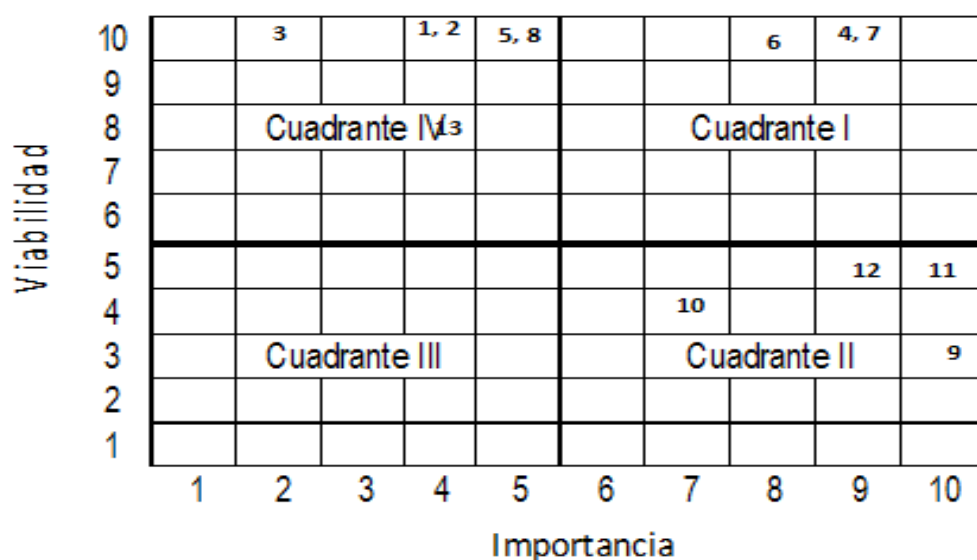 10 3 1, 2 5, 8 6 4, 7
9
8 Cuadrante IV 13 Cuadrante I
7
6
5 12 11
4 10
3 Cuadrante III Cuadrante II 9
2
1
1 2 3 4 5 6 7 8 9 10
Viabilidad
Importancia